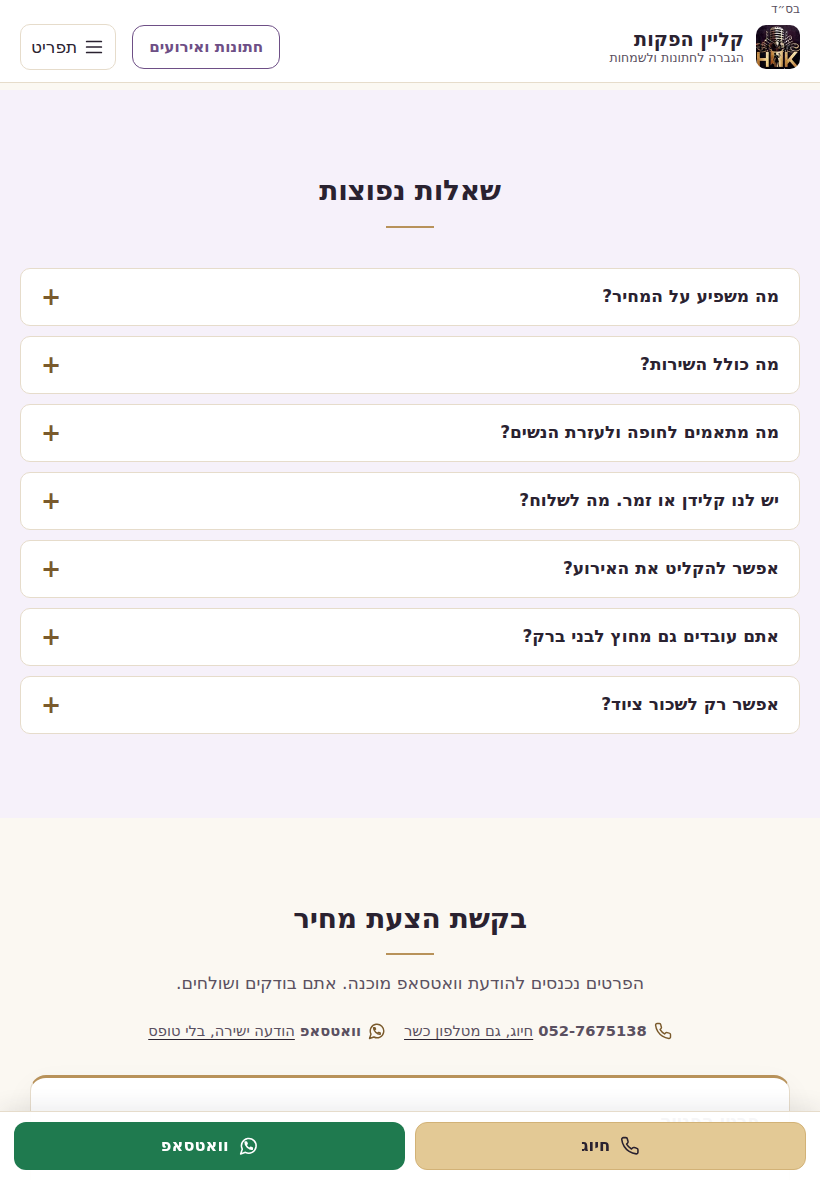 בס״ד
קליין הפקות
הגברה לחתונות ולשמחות
חתונות ואירועים
תפריט
שאלות נפוצות
מה משפיע על המחיר?
מה כולל השירות?
מה מתאמים לחופה ולעזרת הנשים?
יש לנו קלידן או זמר. מה לשלוח?
אפשר להקליט את האירוע?
אתם עובדים גם מחוץ לבני ברק?
אפשר רק לשכור ציוד?
בקשת הצעת מחיר
הפרטים נכנסים להודעת וואטסאפ מוכנה. אתם בודקים ושולחים.
052-7675138 חיוג, גם מטלפון כשר
וואטסאפ הודעה ישירה, בלי טופס
חיוג
וואטסאפ